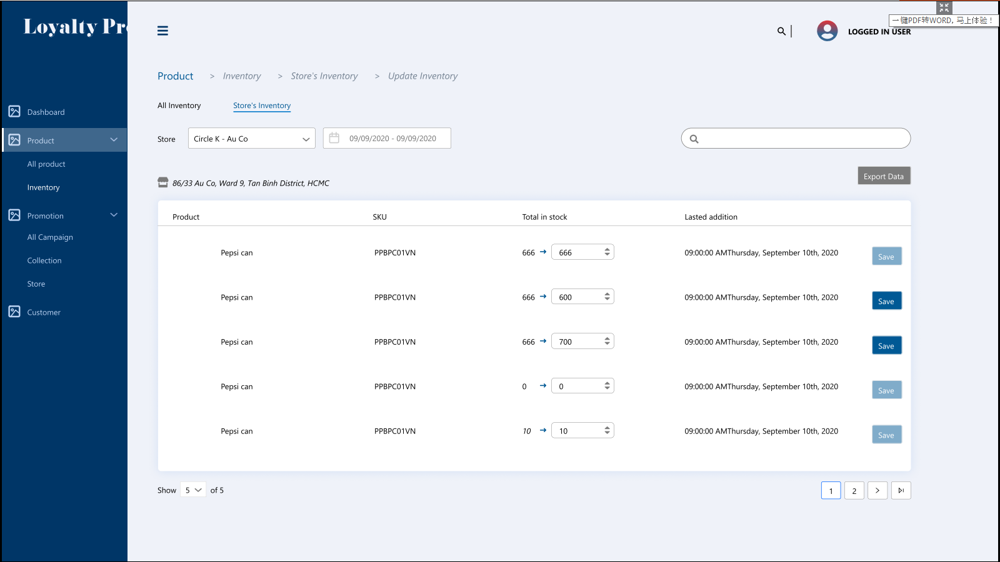 Loyalty Pro
一键PDF转WORD, 马上体验！
LOGGED IN USER
Product > Inventory > Store's Inventory > Update Inventory
All Inventory Store's Inventory
Dashboard
Product
All product
Inventory
Promotion
All Campaign
Collection
Store
Customer
Store Circle K - Au Co 09/09/2020 - 09/09/2020
86/33 Au Co, Ward 9, Tan Binh District, HCMC
Export Data
Product SKU Total in stock Lasted addition
Pepsi can PPBPC01VN 666 → 666 09:00:00 AMThursday, September 10th, 2020 Save
Pepsi can PPBPC01VN 666 → 600 09:00:00 AMThursday, September 10th, 2020 Save
Pepsi can PPBPC01VN 666 → 700 09:00:00 AMThursday, September 10th, 2020 Save
Pepsi can PPBPC01VN 0 → 0 09:00:00 AMThursday, September 10th, 2020 Save
Pepsi can PPBPC01VN 10 → 10 09:00:00 AMThursday, September 10th, 2020 Save
Show 5 of 5
1 2 >